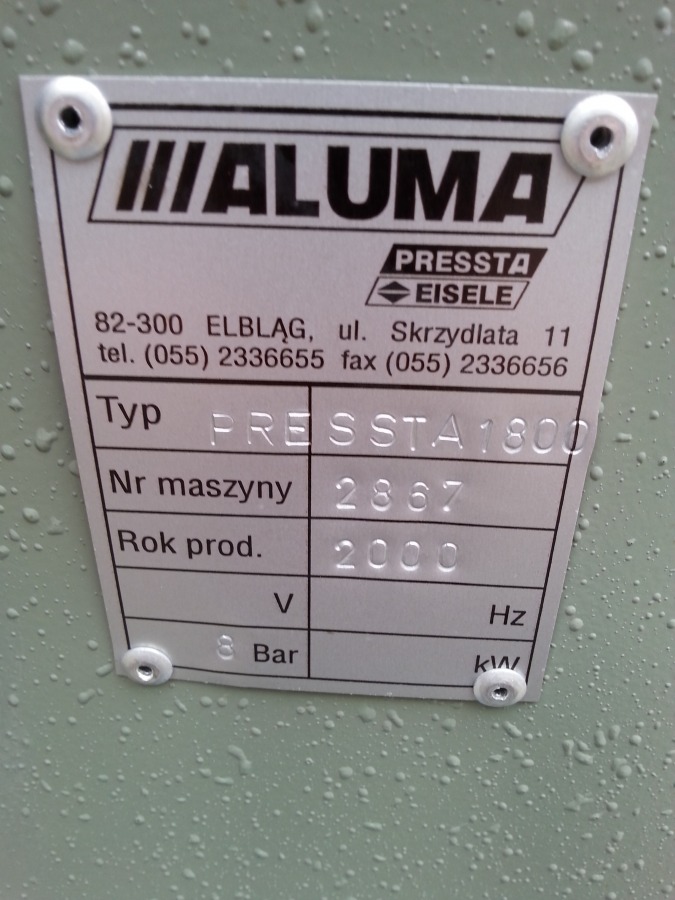 ALUMA
PRESSTA
EISELE
82-300 ELBLĄG, ul. Skrzydlata 11
tel. (055) 2336655 fax (055) 2336656
Typ PRESSTA1800
Nr maszyny 2867
Rok prod. 2000
V Hz
8 Bar kW